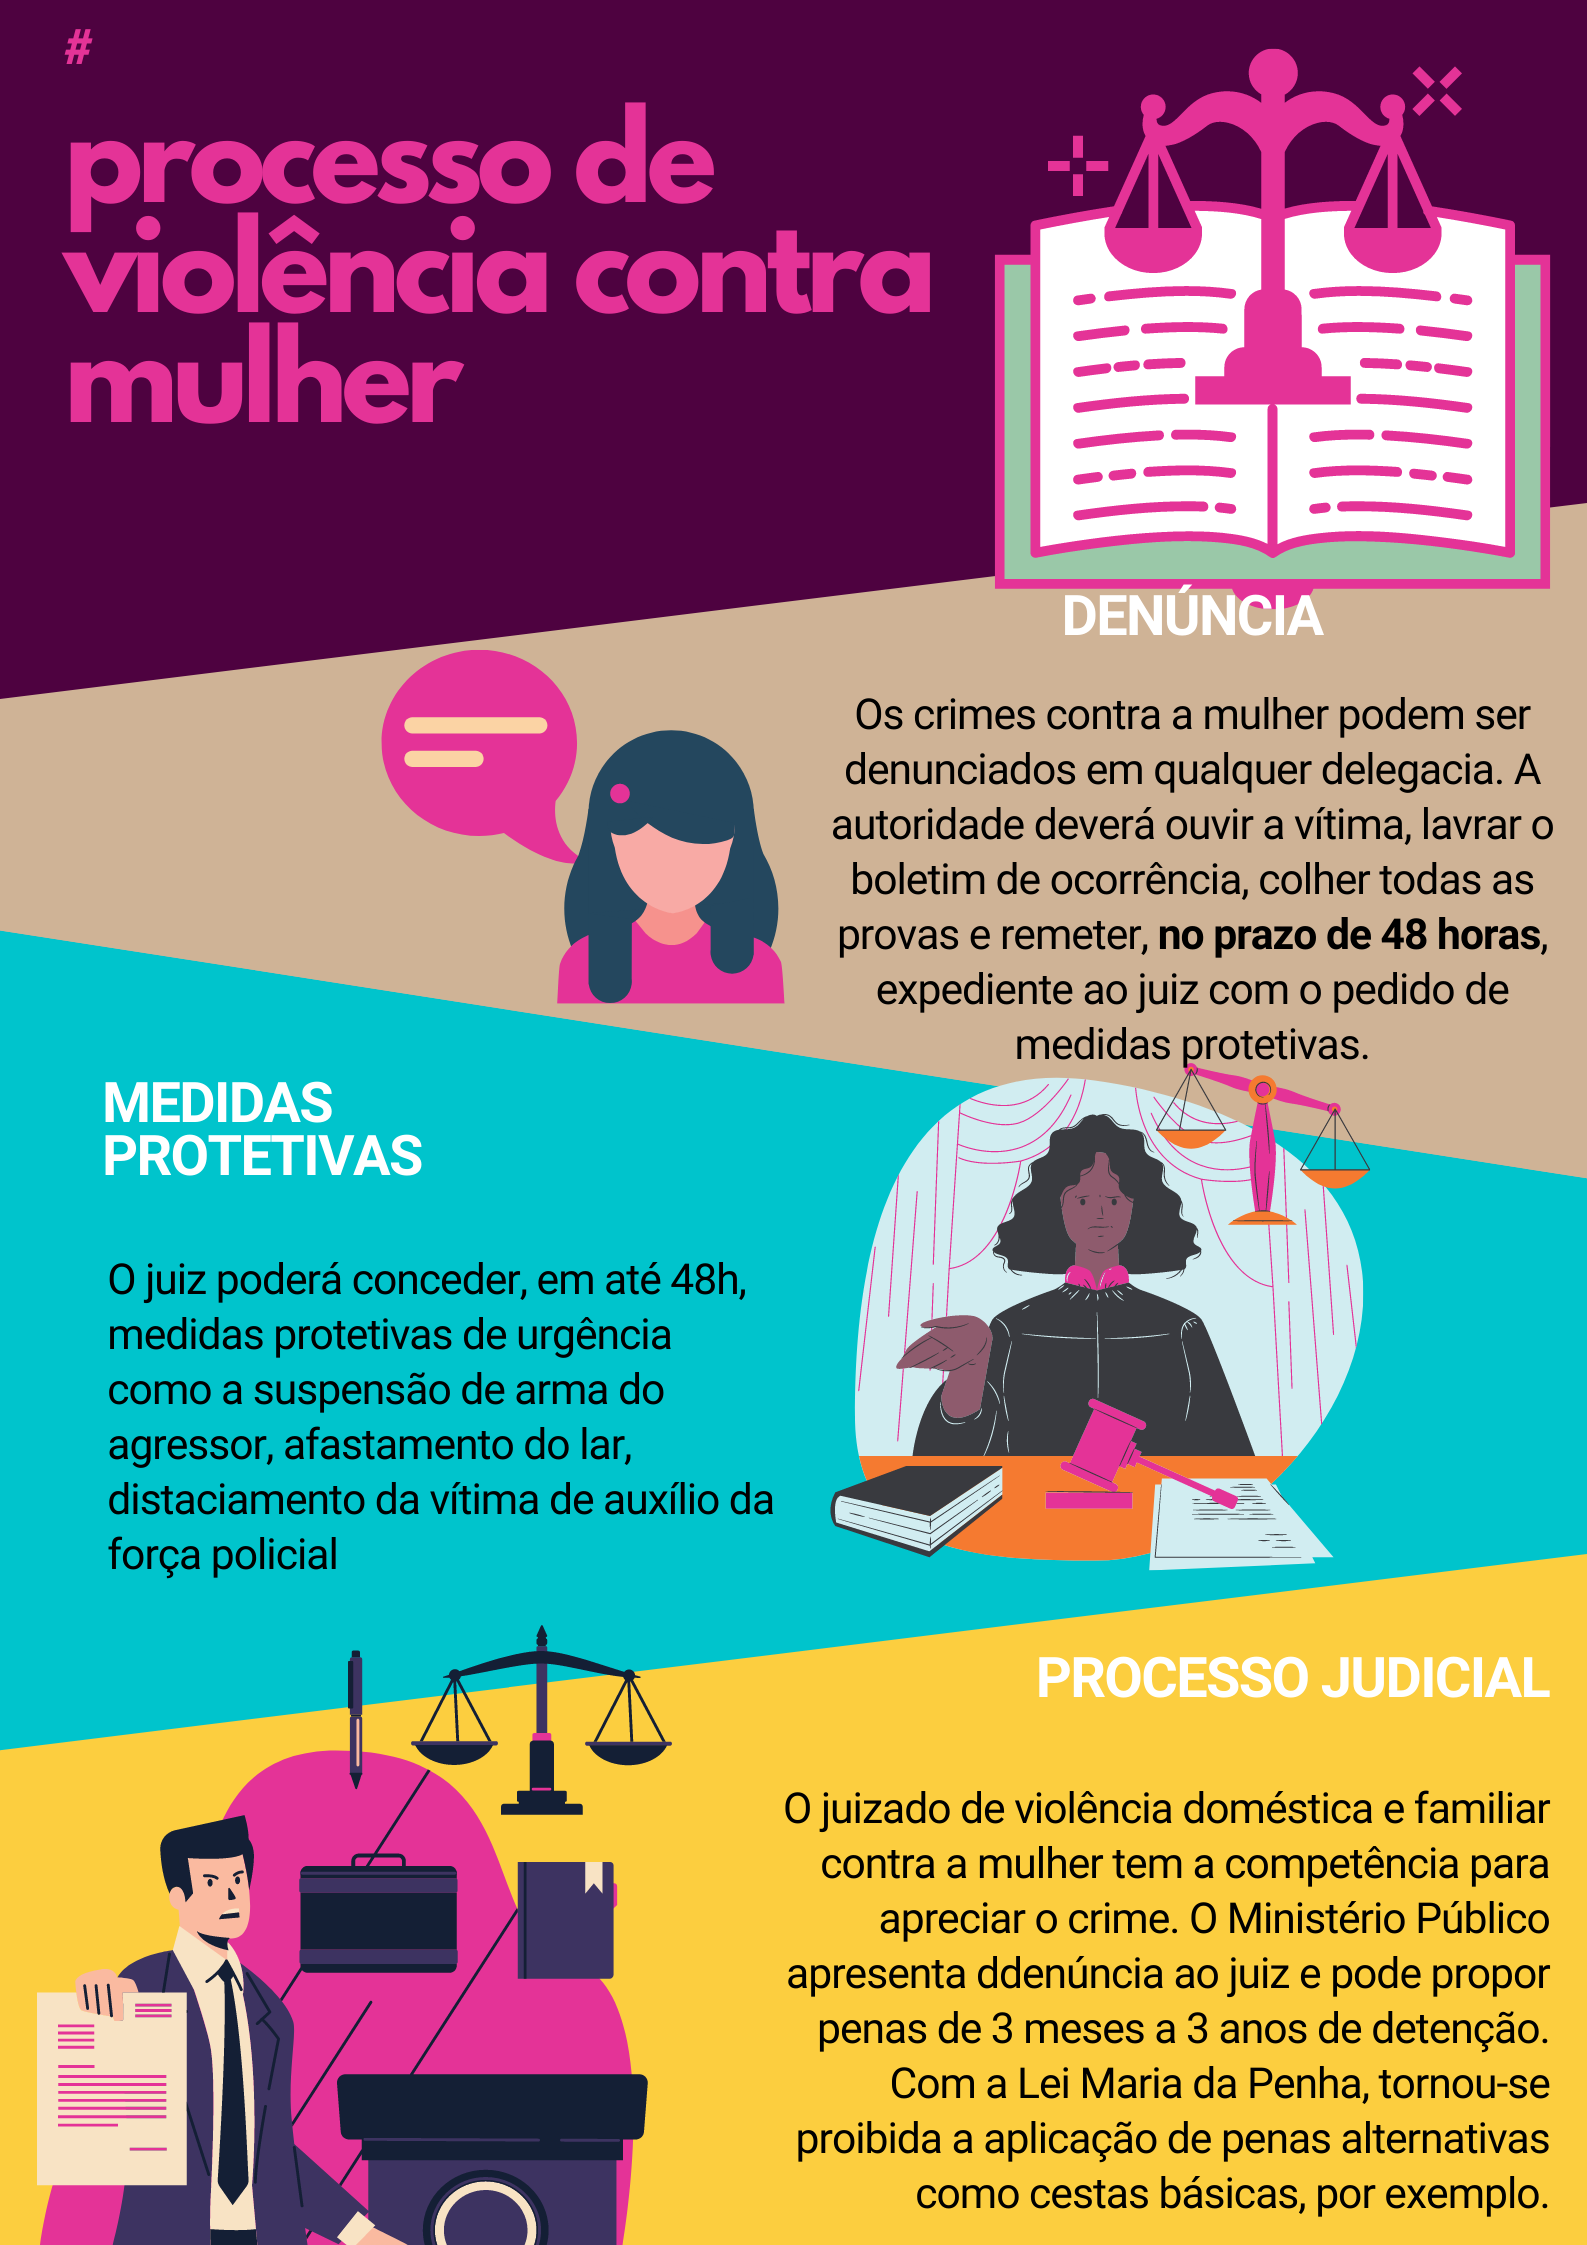 #
processo de
violência contra
mulher
DENÚNCIA
Os crimes contra a mulher podem ser
denunciados em qualquer delegacia. A
autoridade deverá ouvir a vítima, lavrar o
boletim de ocorrência, colher todas as
provas e remeter, no prazo de 48 horas,
expediente ao juiz com o pedido de
medidas protetivas.
MEDIDAS
PROTETIVAS
O juiz poderá conceder, em até 48h,
medidas protetivas de urgência
como a suspensão de arma do
agressor, afastamento do lar,
distaciamento da vítima de auxílio da
força policial
PROCESSO JUDICIAL
O juizado de violência doméstica e familiar
contra a mulher tem a competência para
apreciar o crime. O Ministério Público
apresenta ddenúncia ao juiz e pode propor
penas de 3 meses a 3 anos de detenção.
Com a Lei Maria da Penha, tornou-se
proibida a aplicação de penas alternativas
como cestas básicas, por exemplo.